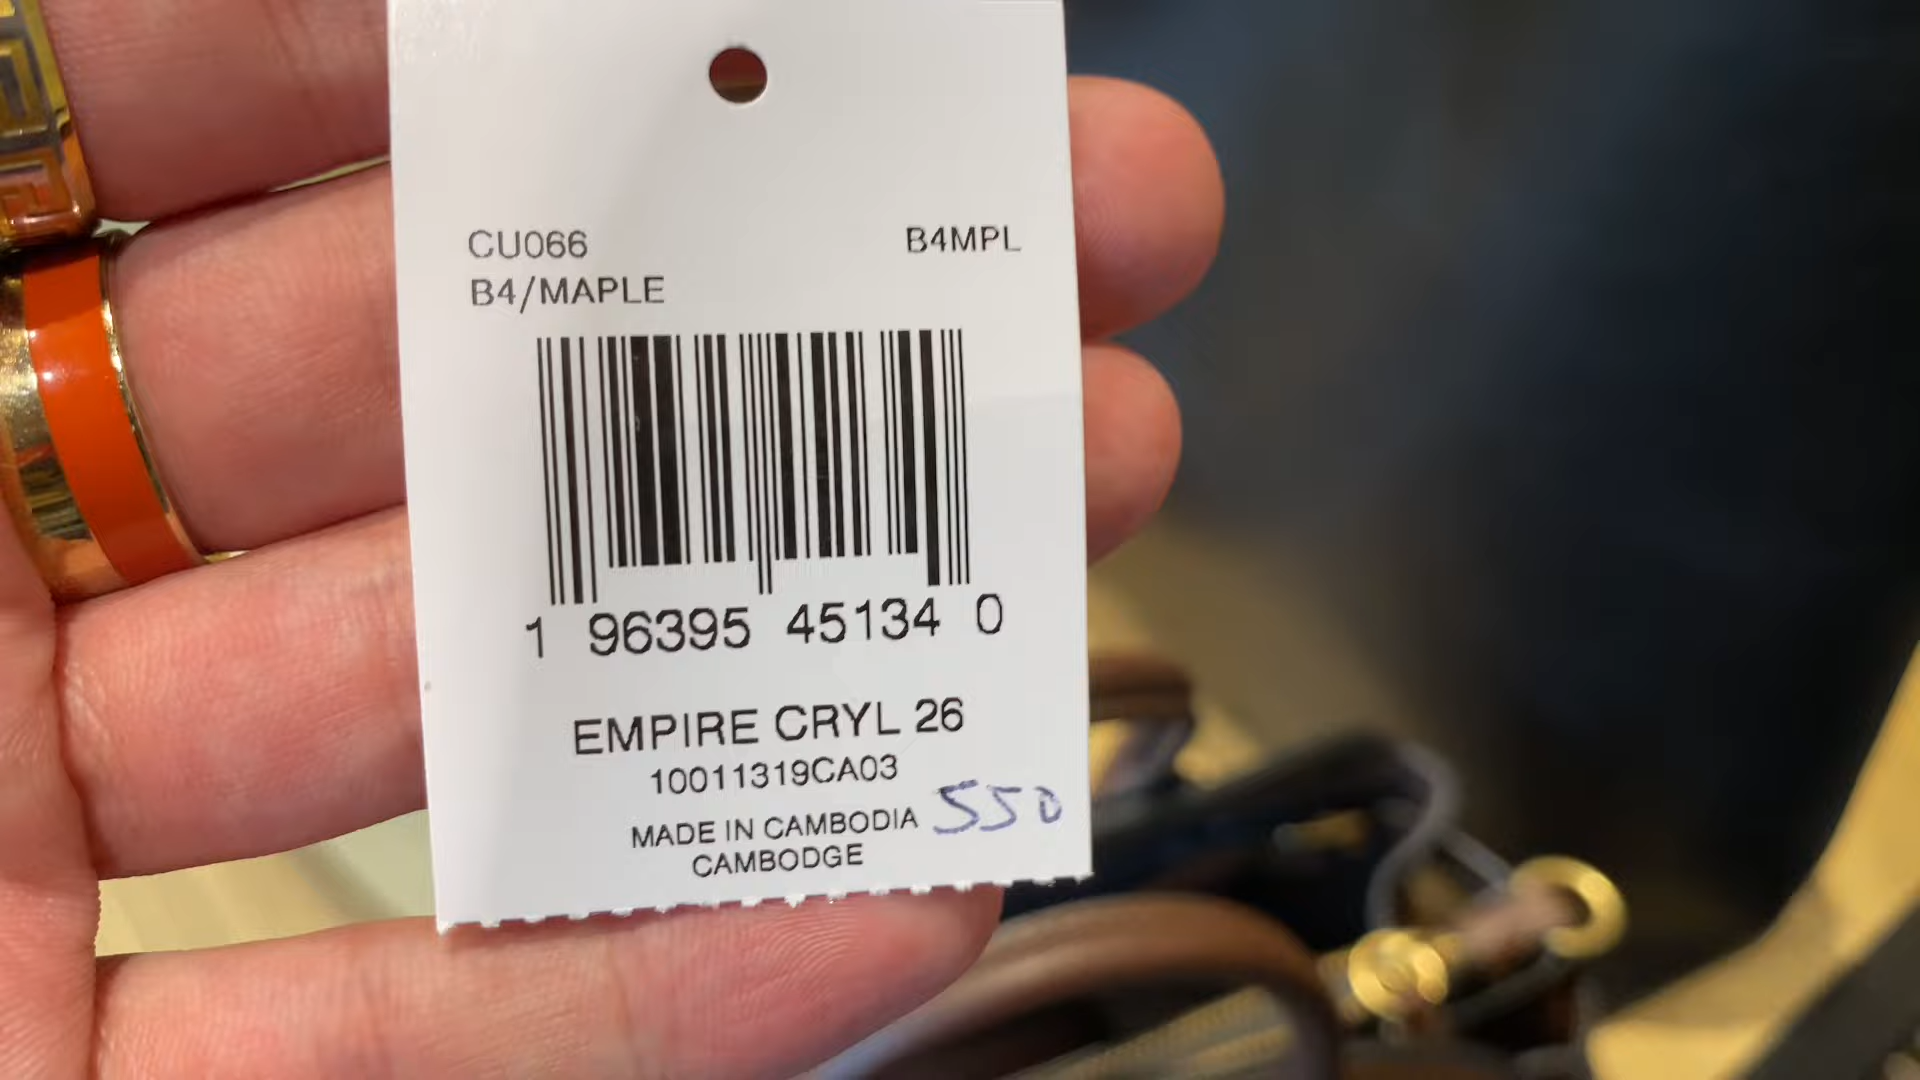 CU066 B4MPL
B4/MAPLE
1 96395 45134 0
EMPIRE CRYL 26
10011319CA03
MADE IN CAMBODIA 550
CAMBODGE